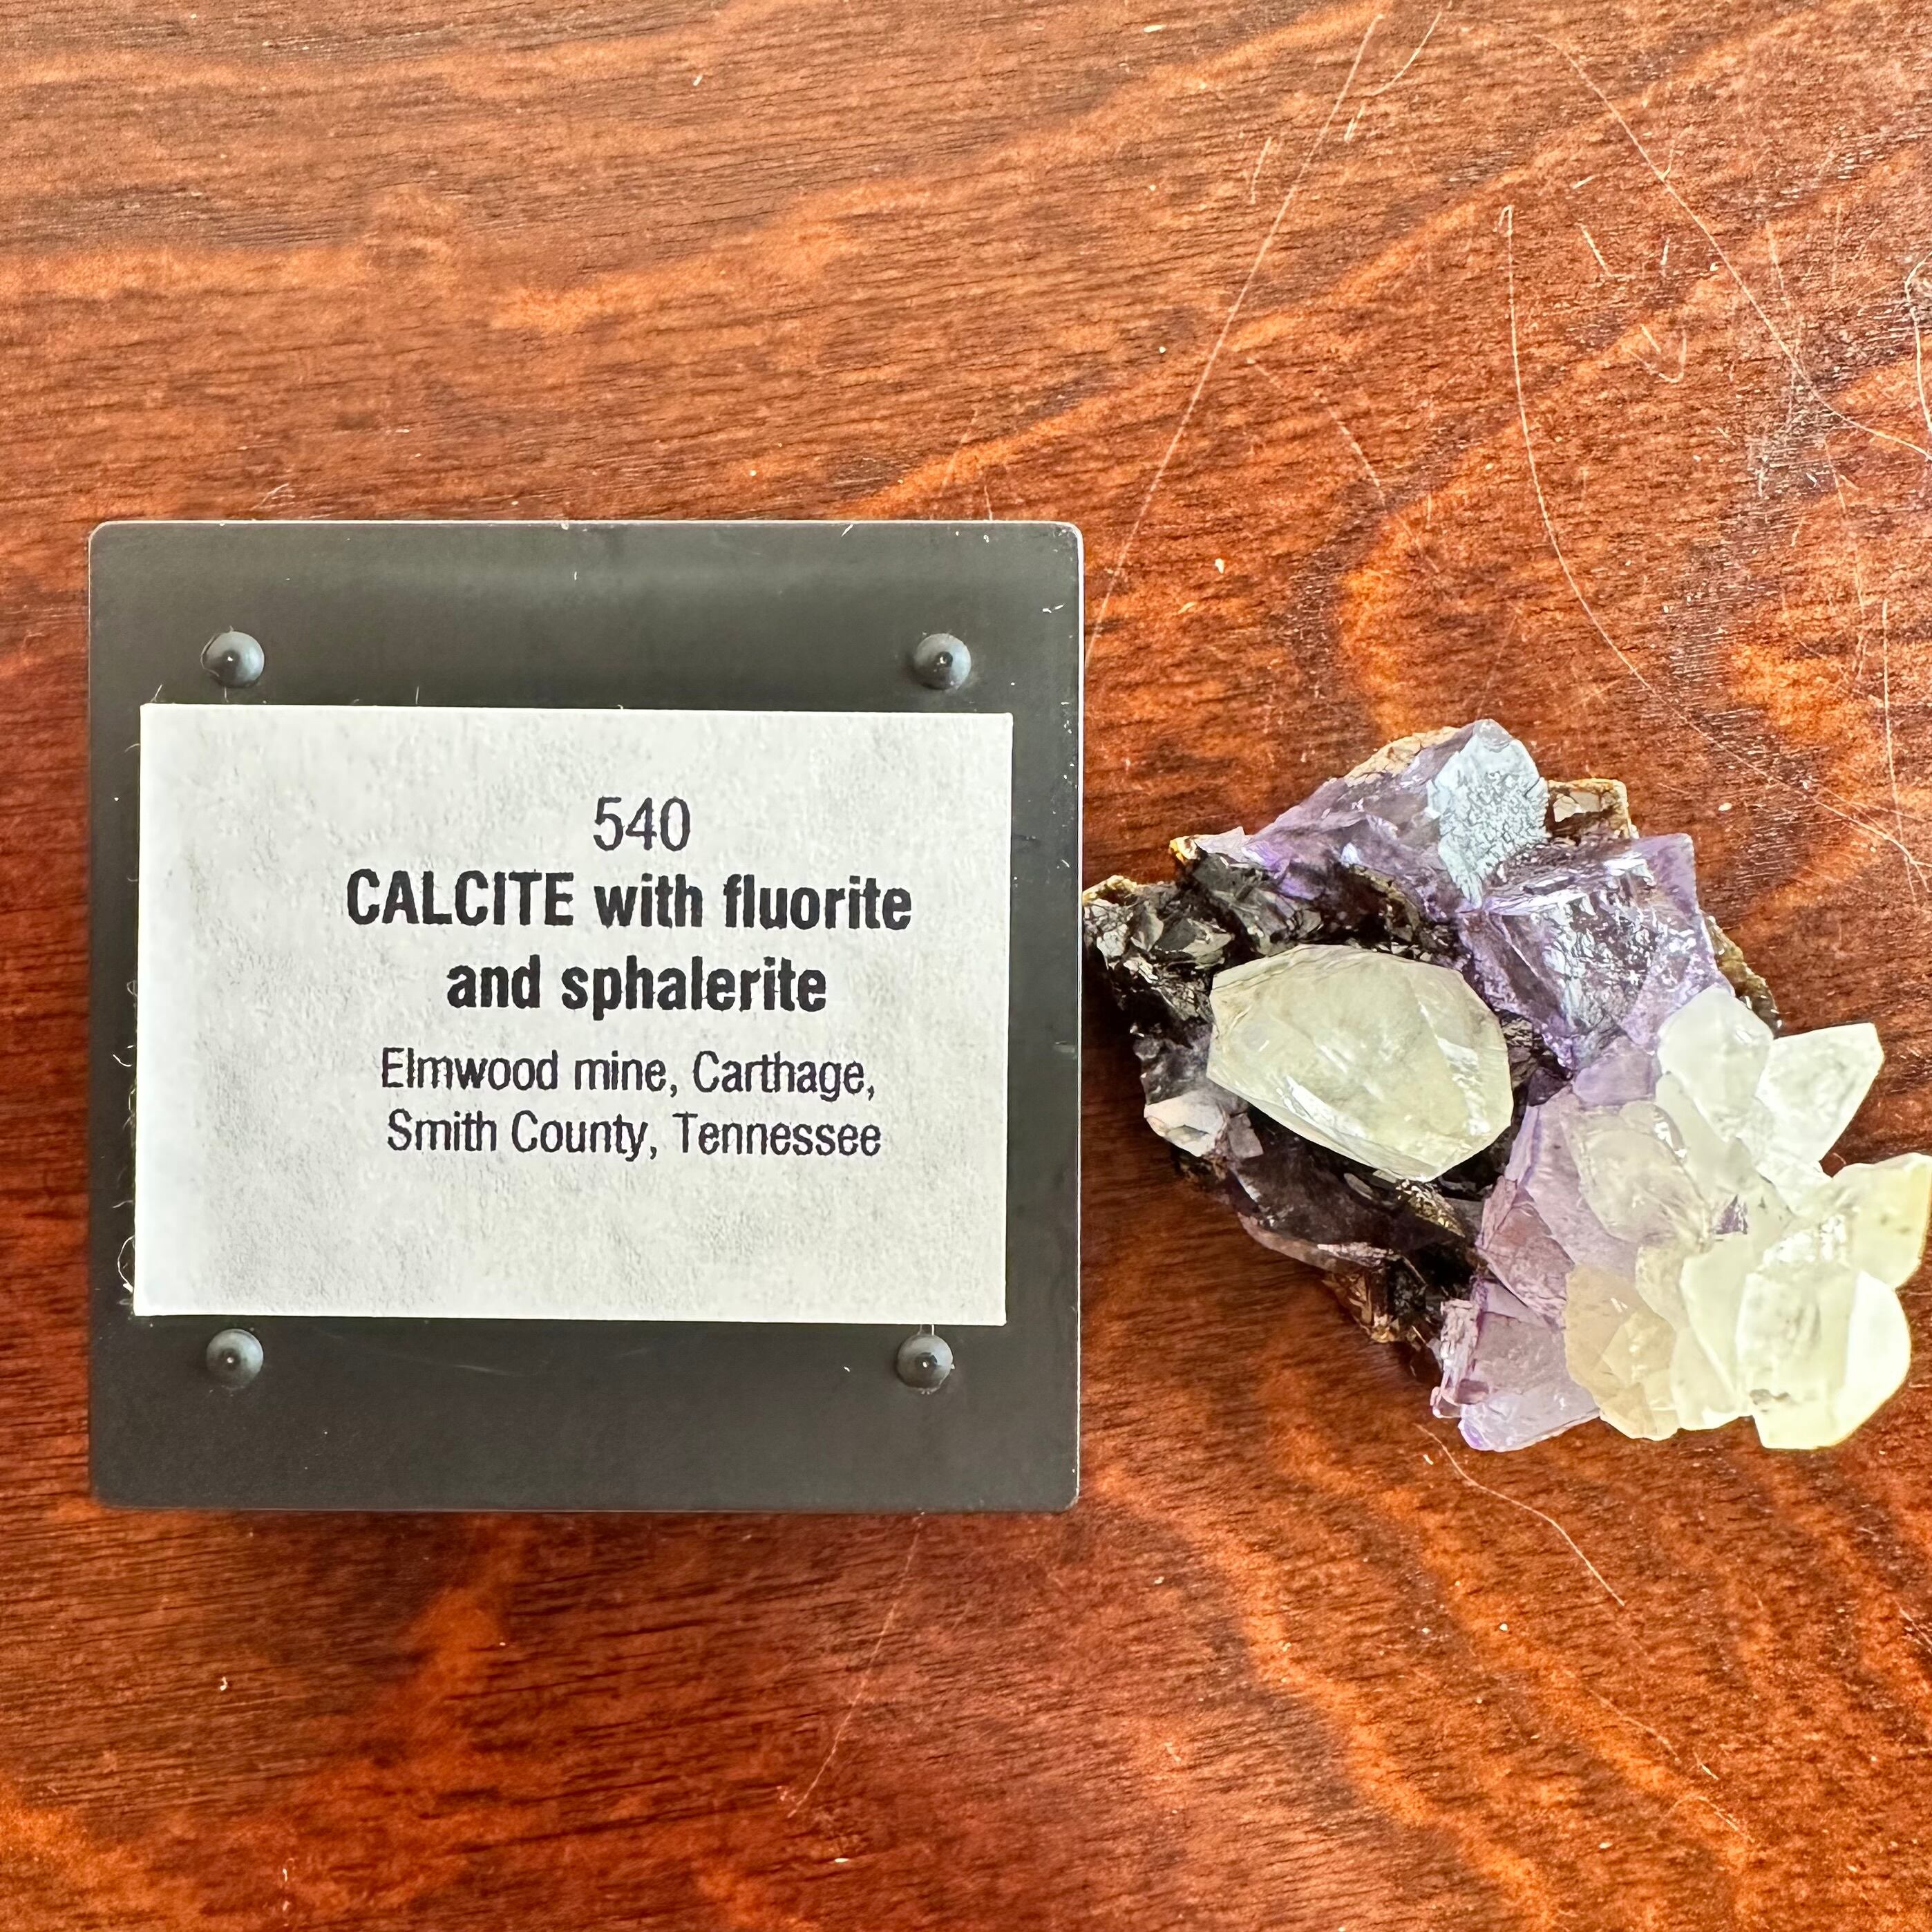 540
CALCITE with fluorite
and sphalerite
Elmwood mine, Carthage,
Smith County, Tennessee